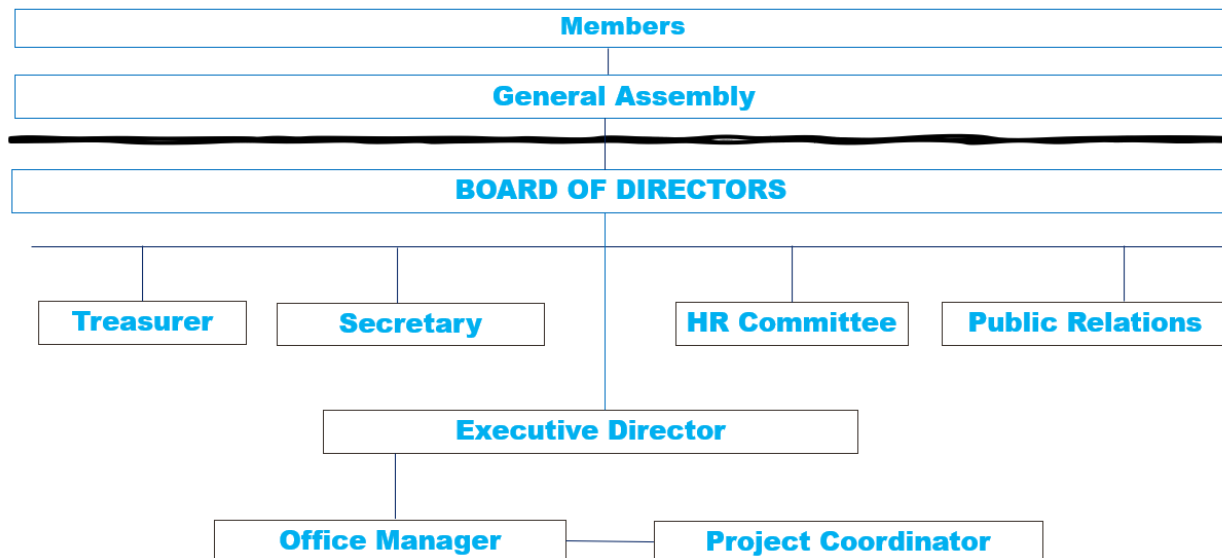 Members
General Assembly
BOARD OF DIRECTORS
Treasurer
Secretary
HR Committee
Public Relations
Executive Director
Office Manager
Project Coordinator